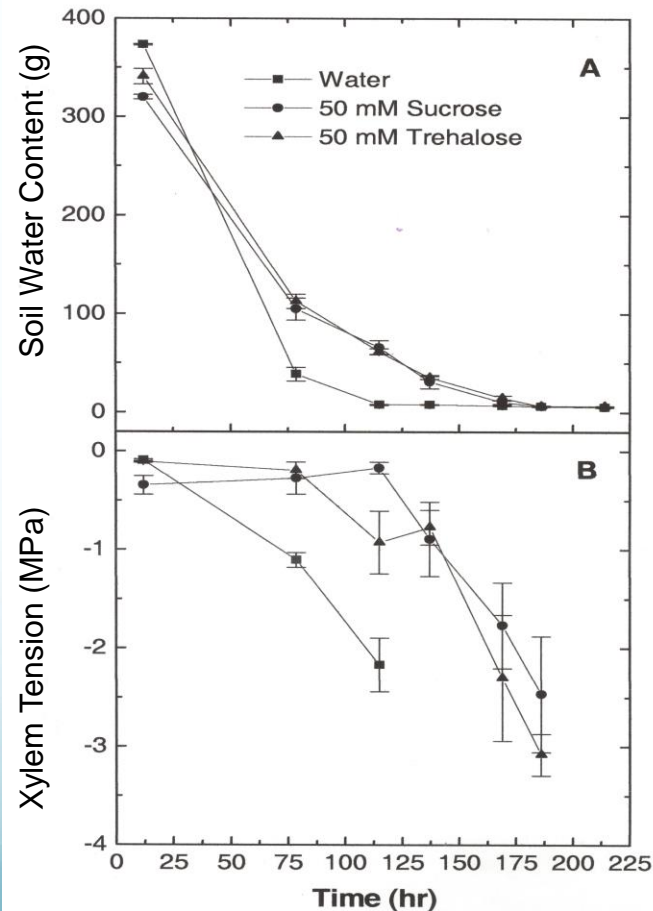 400
300
200
100
0
Soil Water Content (g)
A
Water
50 mM Sucrose
50 mM Trehalose
-0
-1
-2
-3
-4
Xylem Tension (MPa)
B
0 25 50 75 100 125 150 175 200 225
Time (hr)